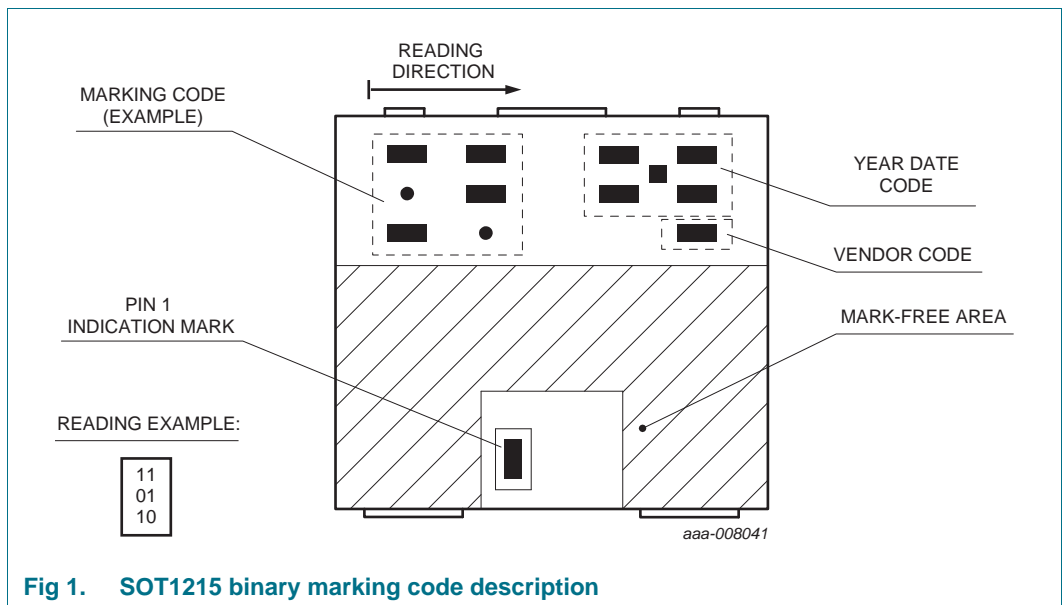 READING
DIRECTION
MARKING CODE
(EXAMPLE)
YEAR DATE
CODE
VENDOR CODE
PIN 1
INDICATION MARK
MARK-FREE AREA
READING EXAMPLE:
11
01
10
aaa-008041
Fig 1. SOT1215 binary marking code description